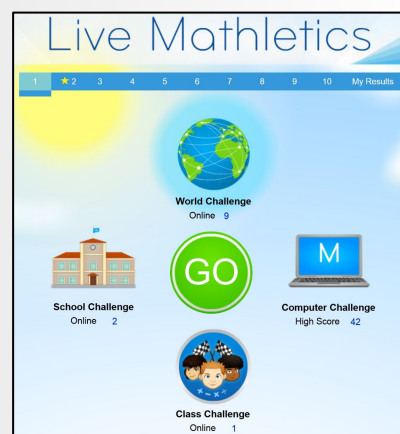 Live Mathletics
1 ★ 2 3 4 5 6 7 8 9 10 My Results
World Challenge
Online 9
GO
M
School Challenge
Online 2
Computer Challenge
High Score 42
+ - × ÷
Class Challenge
Online 1